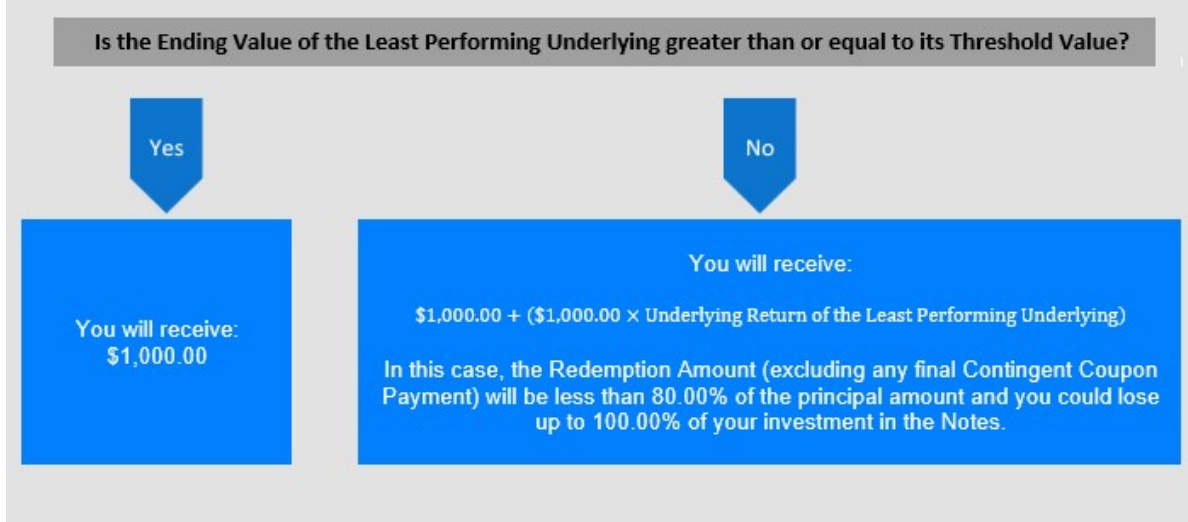 Is the Ending Value of the Least Performing Underlying greater than or equal to its Threshold Value?
Yes
No
You will receive:
$1,000.00
You will receive:
$1,000.00 + ($1,000.00 × Underlying Return of the Least Performing Underlying)
In this case, the Redemption Amount (excluding any final Contingent Coupon
Payment) will be less than 80.00% of the principal amount and you could lose
up to 100.00% of your investment in the Notes.